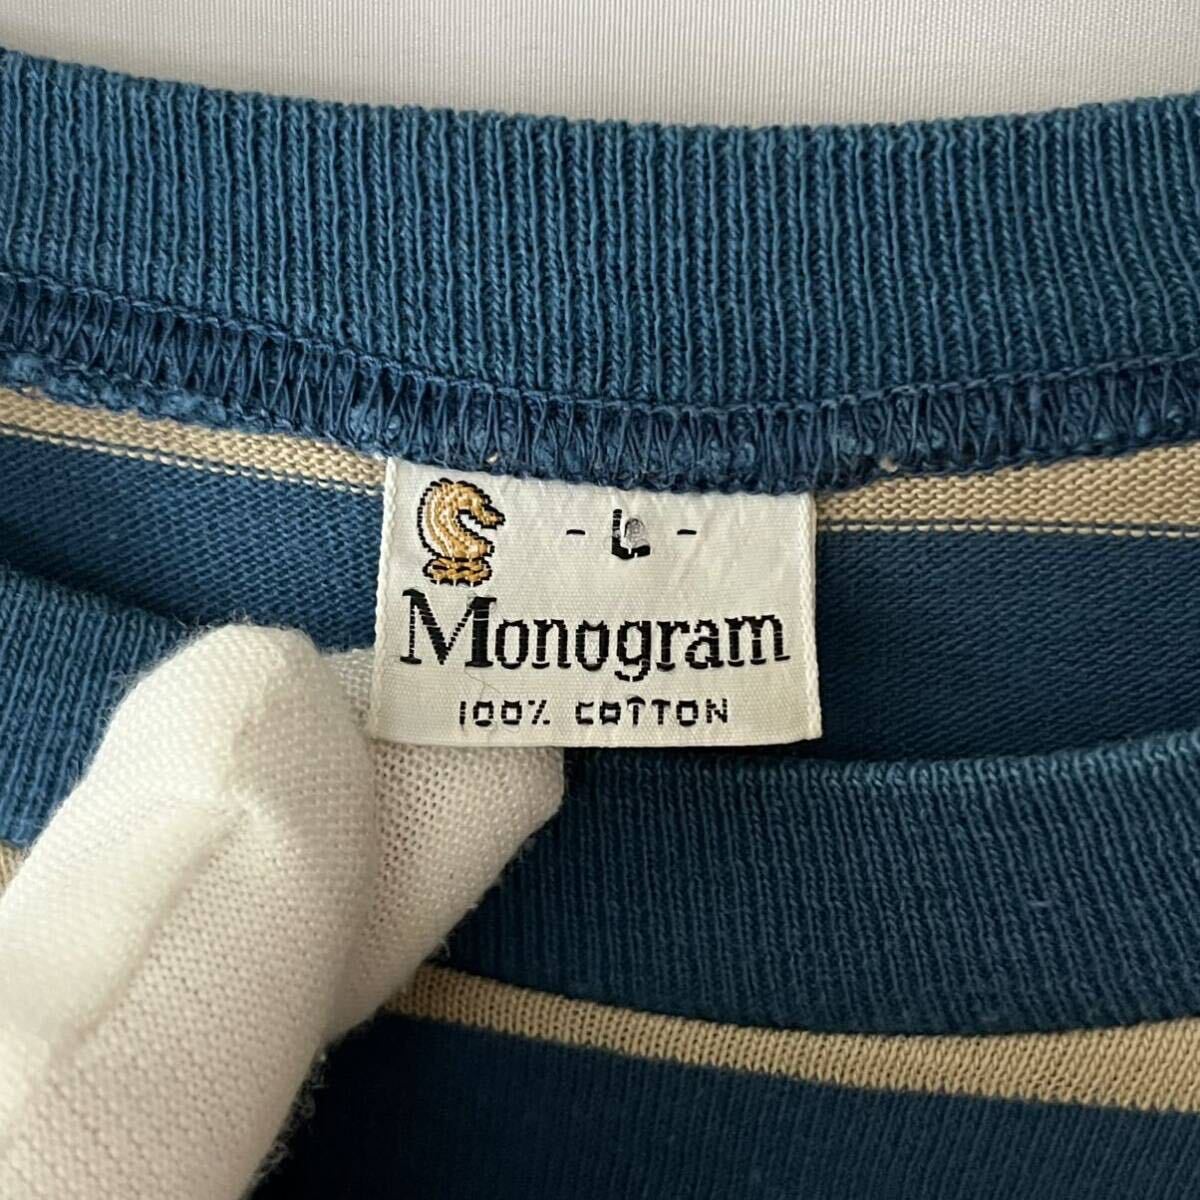 - L -
Monogram
100% COTTON